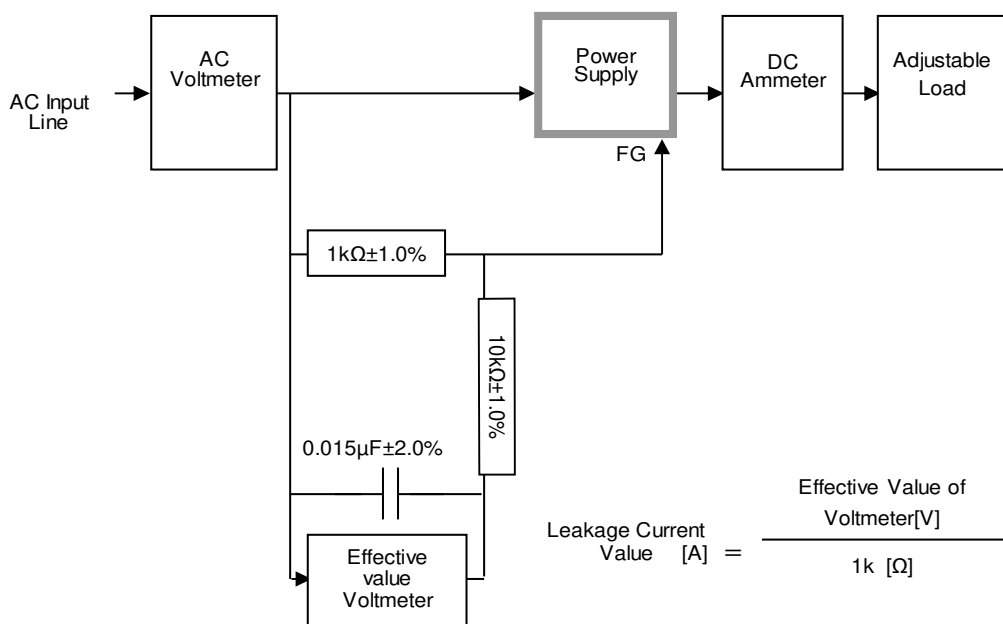 AC Input
Line
AC
Voltmeter
Power
Supply
DC
Ammeter
Adjustable
Load
FG
1kΩ±1.0%
10kΩ±1.0%
0.015μF±2.0%
Effective
value
Voltmeter
Leakage Current
Value [A] =
Effective Value of
Voltmeter[V]
1k [Ω]